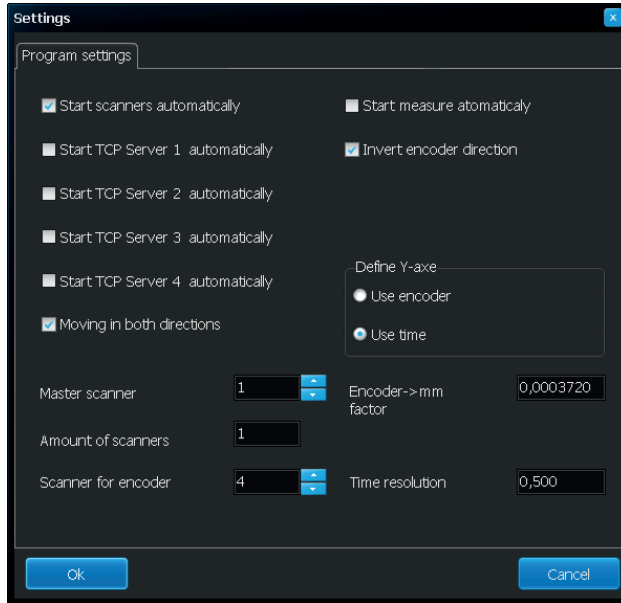 Settings
Program settings
Start scanners automatically
Start measure atomaticaly
Start TCP Server 1 automatically
Invert encoder direction
Start TCP Server 2 automatically
Start TCP Server 3 automatically
Define Y-axe
Start TCP Server 4 automatically
Use encoder
Moving in both directions
Use time
Master scanner
1
Encoder->mm
factor
0,0003720
Amount of scanners
1
Scanner for encoder
4
Time resolution
0,500
Ok
Cancel